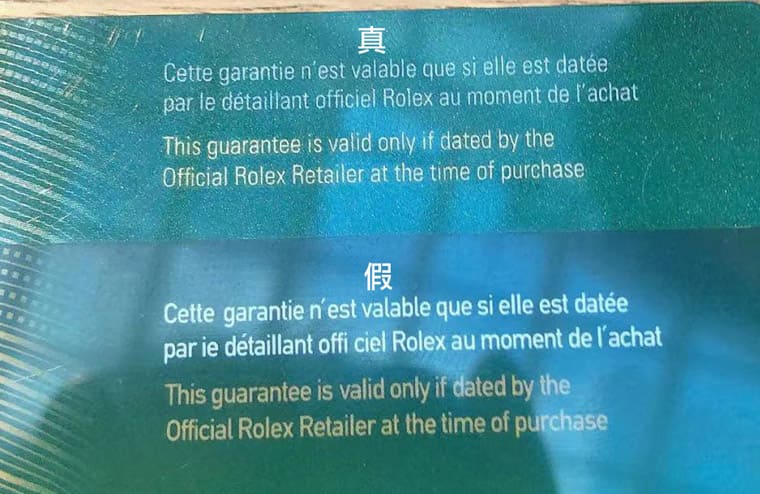 真
Cette garantie n'est valable que si elle est datée
par le détaillant officiel Rolex au moment de l'achat
This guarantee is valid only if dated by the
Official Rolex Retailer at the time of purchase
假
Cette garantie n´est valable que si elle est datée
par ie détaillant offi ciel Rolex au moment de l´achat
This guarantee is valid only if dated by the
Official Rolex Retailer at the time of purchase